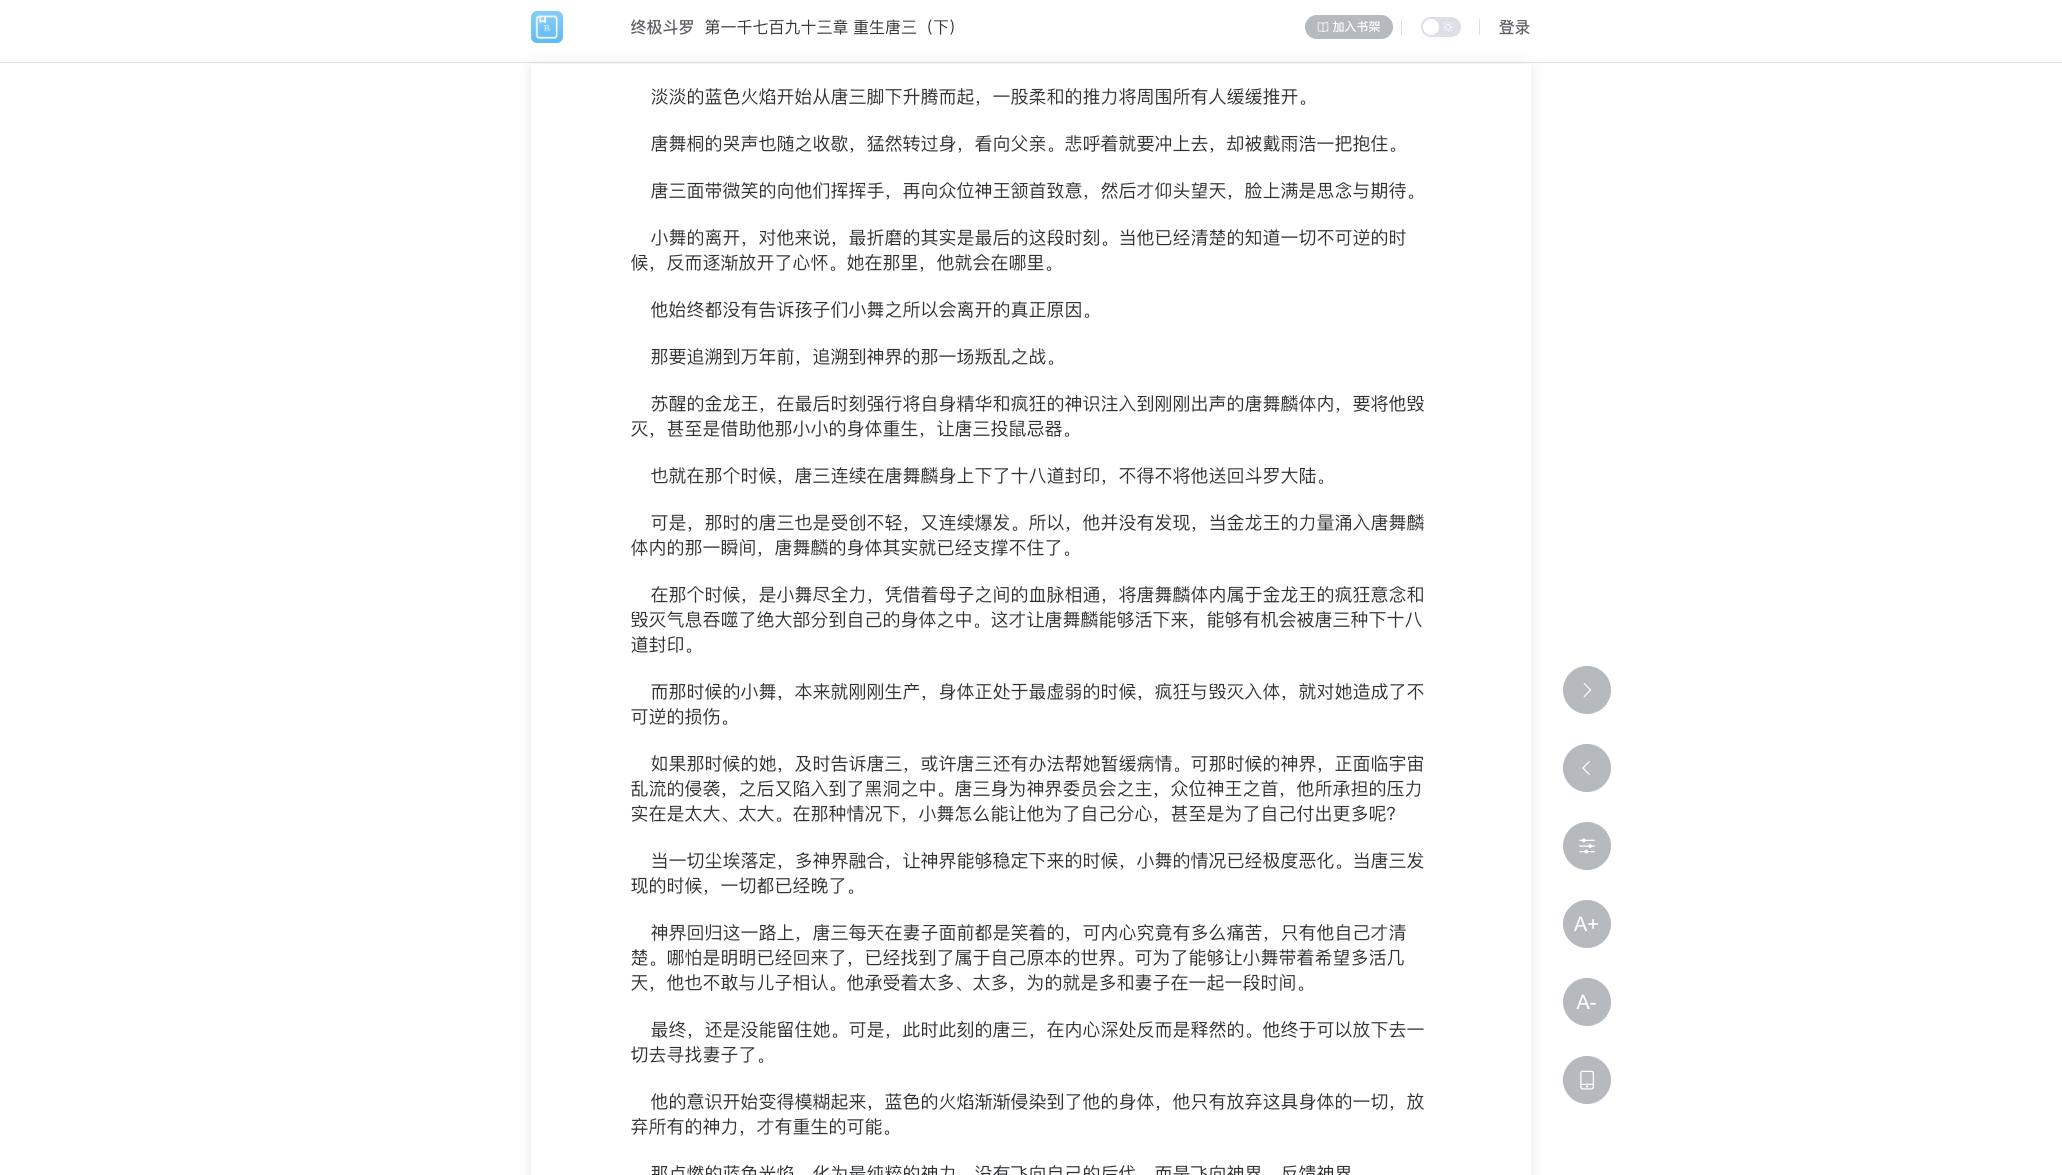 终极斗罗 第一千七百九十三章 重生唐三（下）
加入书架
登录
淡淡的蓝色火焰开始从唐三脚下升腾而起，一股柔和的推力将周围所有人缓缓推开。
唐舞桐的哭声也随之收歇，猛然转过身，看向父亲。悲呼着就要冲上去，却被戴雨浩一把抱住。
唐三面带微笑的向他们挥挥手，再向众位神王颔首致意，然后才仰头望天，脸上满是思念与期待。
小舞的离开，对他来说，最折磨的其实是最后的这段时刻。当他已经清楚的知道一切不可逆的时
候，反而逐渐放开了心怀。她在那里，他就会在哪里。
他始终都没有告诉孩子们小舞之所以会离开的真正原因。
那要追溯到万年前，追溯到神界的那一场叛乱之战。
苏醒的金龙王，在最后时刻强行将自身精华和疯狂的神识注入到刚刚出声的唐舞麟体内，要将他毁
灭，甚至是借助他那小小的身体重生，让唐三投鼠忌器。
也就在那个时候，唐三连续在唐舞麟身上下了十八道封印，不得不将他送回斗罗大陆。
可是，那时的唐三也是受创不轻，又连续爆发。所以，他并没有发现，当金龙王的力量涌入唐舞麟
体内的那一瞬间，唐舞麟的身体其实就已经支撑不住了。
在那个时候，是小舞尽全力，凭借着母子之间的血脉相通，将唐舞麟体内属于金龙王的疯狂意念和
毁灭气息吞噬了绝大部分到自己的身体之中。这才让唐舞麟能够活下来，能够有机会被唐三种下十八
道封印。
而那时候的小舞，本来就刚刚生产，身体正处于最虚弱的时候，疯狂与毁灭入体，就对她造成了不
可逆的损伤。
如果那时候的她，及时告诉唐三，或许唐三还有办法帮她暂缓病情。可那时候的神界，正面临宇宙
乱流的侵袭，之后又陷入到了黑洞之中。唐三身为神界委员会之主，众位神王之首，他所承担的压力
实在是太大、太大。在那种情况下，小舞怎么能让他为了自己分心，甚至是为了自己付出更多呢？
当一切尘埃落定，多神界融合，让神界能够稳定下来的时候，小舞的情况已经极度恶化。当唐三发
现的时候，一切都已经晚了。
神界回归这一路上，唐三每天在妻子面前都是笑着的，可内心究竟有多么痛苦，只有他自己才清
楚。哪怕是明明已经回来了，已经找到了属于自己原本的世界。可为了能够让小舞带着希望多活几
天，他也不敢与儿子相认。他承受着太多、太多，为的就是多和妻子在一起一段时间。
最终，还是没能留住她。可是，此时此刻的唐三，在内心深处反而是释然的。他终于可以放下去一
切去寻找妻子了。
他的意识开始变得模糊起来，蓝色的火焰渐渐侵染到了他的身体，他只有放弃这具身体的一切，放
弃所有的神力，才有重生的可能。
那点燃的蓝色光焰，化为最纯粹的神力，没有飞向自己的后代，而是飞向神界，反馈神界。
A+
A-